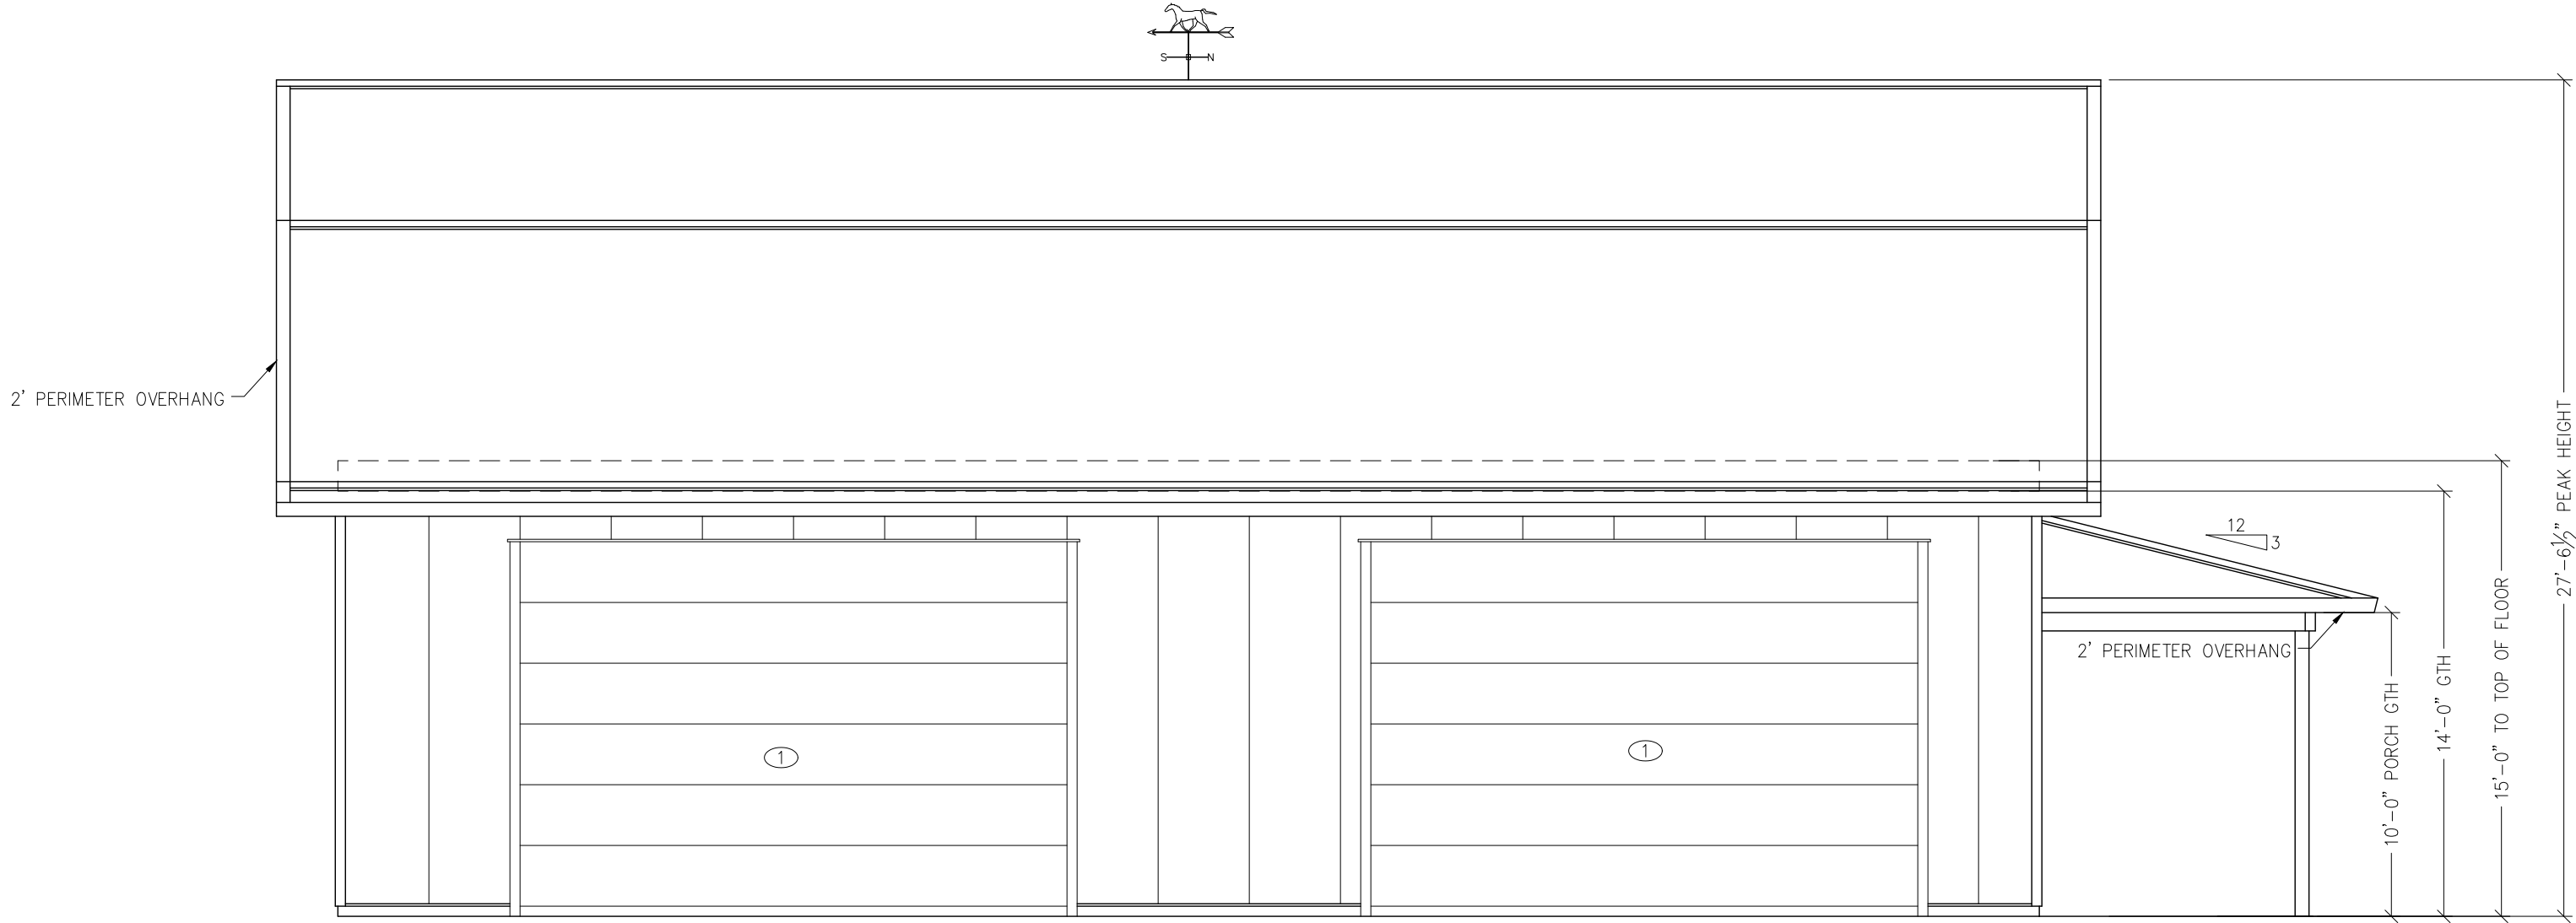 S N
2' PERIMETER OVERHANG
12
3
2' PERIMETER OVERHANG
1
1
10'-0" PORCH GTH
14'-0" GTH
15'-0" TO TOP OF FLOOR
27'-6½" PEAK HEIGHT